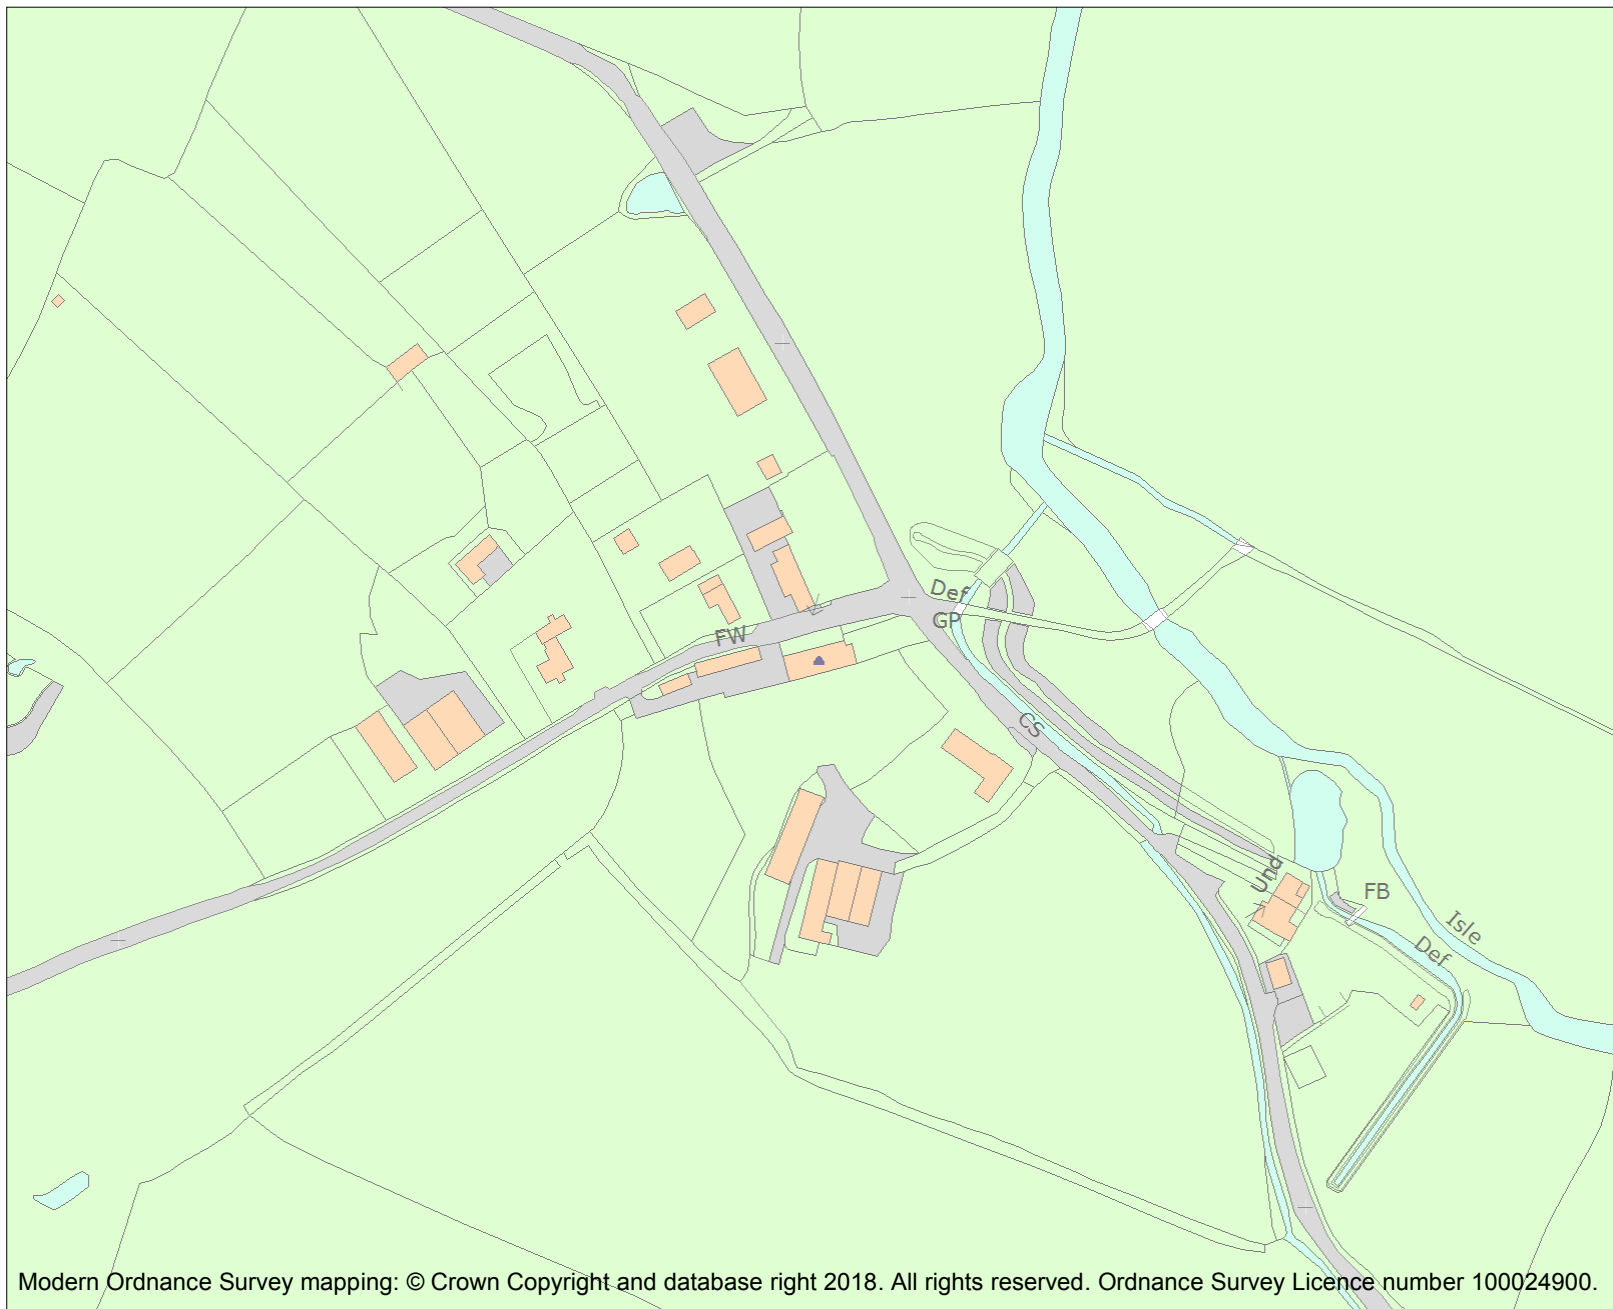 Def
GP
FW
CS
Und
FB
Isle
Def
Modern Ordnance Survey mapping: © Crown Copyright and database right 2018. All rights reserved. Ordnance Survey Licence number 100024900.